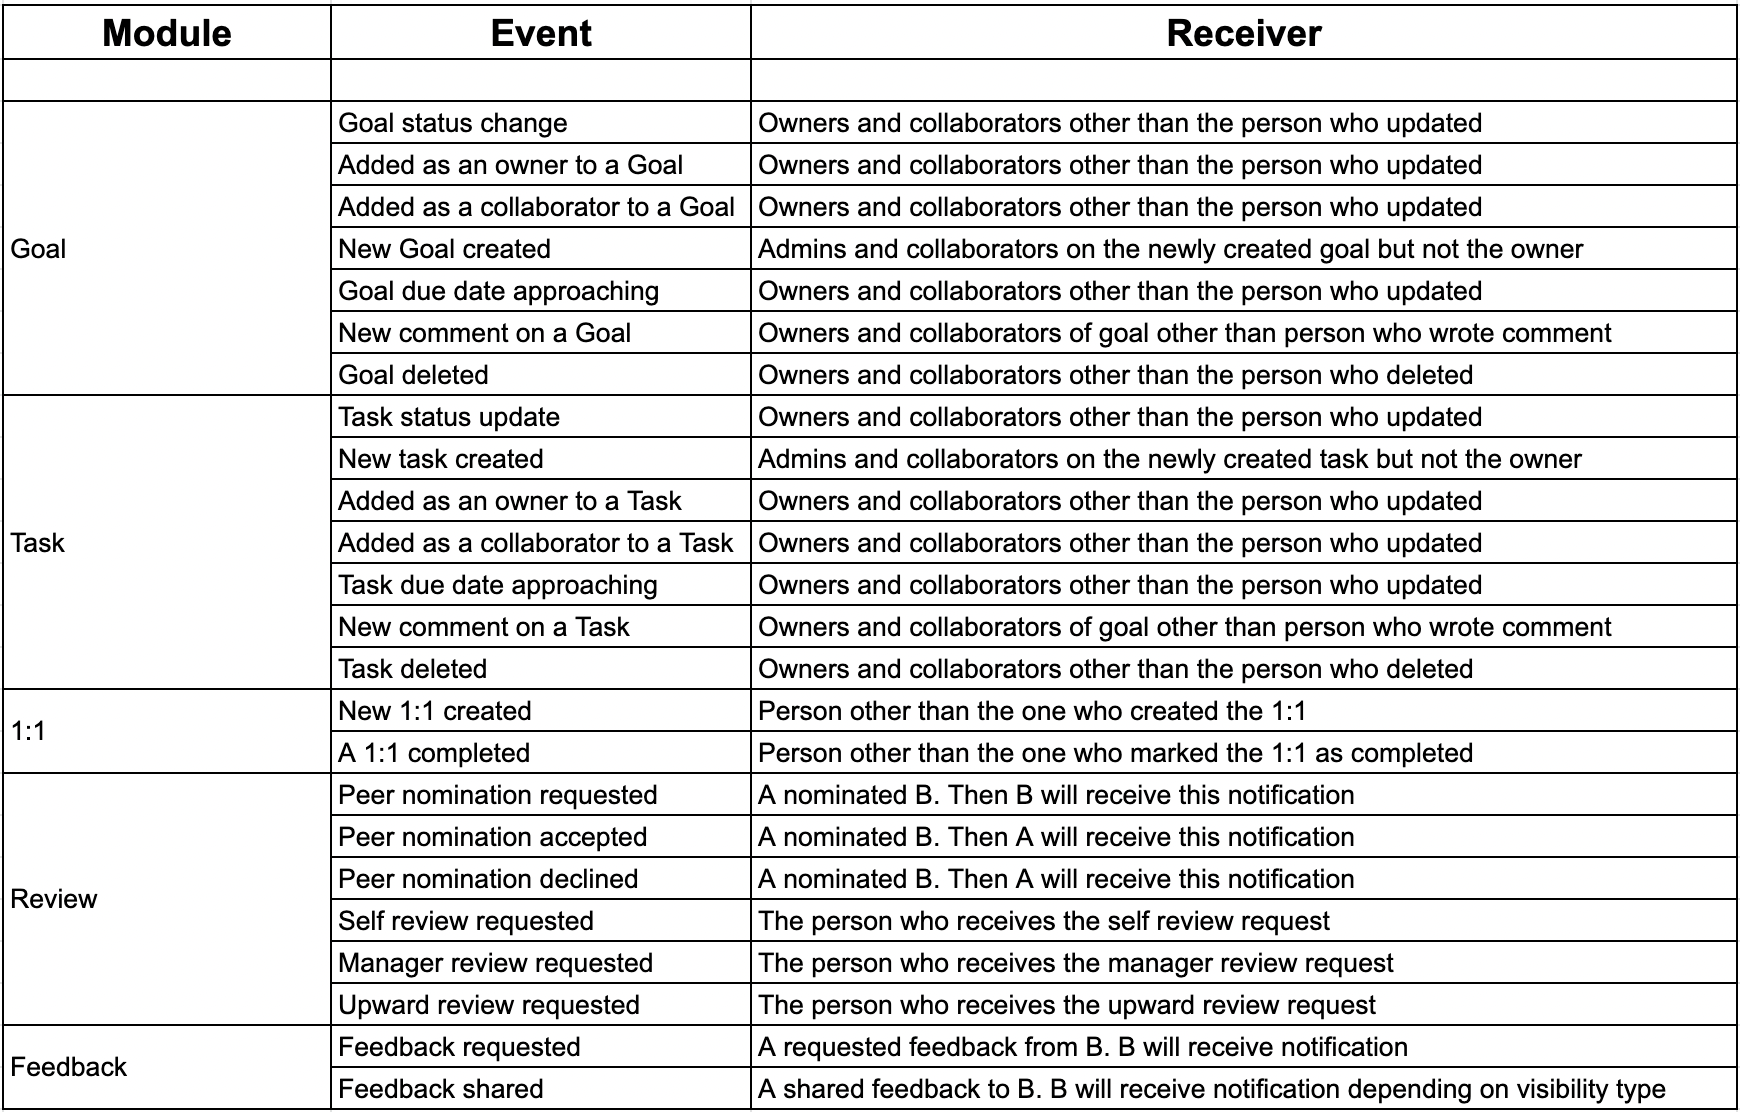 Module Event Receiver
Goal
Goal status change Owners and collaborators other than the person who updated
Added as an owner to a Goal Owners and collaborators other than the person who updated
Added as a collaborator to a Goal Owners and collaborators other than the person who updated
New Goal created Admins and collaborators on the newly created goal but not the owner
Goal due date approaching Owners and collaborators other than the person who updated
New comment on a Goal Owners and collaborators of goal other than person who wrote comment
Goal deleted Owners and collaborators other than the person who deleted
Task
Task status update Owners and collaborators other than the person who updated
New task created Admins and collaborators on the newly created task but not the owner
Added as an owner to a Task Owners and collaborators other than the person who updated
Added as a collaborator to a Task Owners and collaborators other than the person who updated
Task due date approaching Owners and collaborators other than the person who updated
New comment on a Task Owners and collaborators of goal other than person who wrote comment
Task deleted Owners and collaborators other than the person who deleted
1:1
New 1:1 created Person other than the one who created the 1:1
A 1:1 completed Person other than the one who marked the 1:1 as completed
Review
Peer nomination requested A nominated B. Then B will receive this notification
Peer nomination accepted A nominated B. Then A will receive this notification
Peer nomination declined A nominated B. Then A will receive this notification
Self review requested The person who receives the self review request
Manager review requested The person who receives the manager review request
Upward review requested The person who receives the upward review request
Feedback
Feedback requested A requested feedback from B. B will receive notification
Feedback shared A shared feedback to B. B will receive notification depending on visibility type